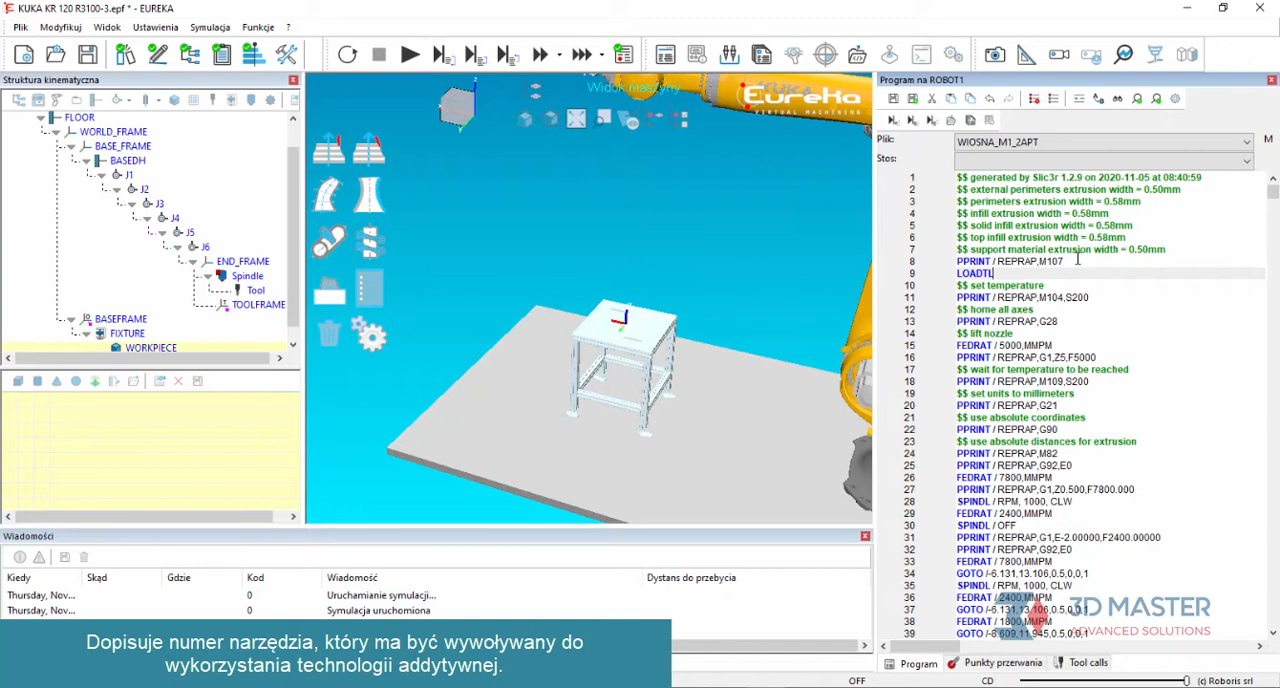 KUKA KR 120 R3100-3.epf * - EUREKA
Plik Modyfikuj Widok Ustawienia Symulacja Funkcje ?
Struktura kinematyczna
FLOOR
WORLD_FRAME
BASE_FRAME
BASEDH
J1
J2
J3
J4
J5
J6
END_FRAME
Spindle
Tool
TOOLFRAME
BASEFRAME
FIXTURE
WORKPIECE
Widok maszyny
EUREKA
VIRTUAL MACHINING
Program na ROBOT1
Plik: WIOSNA_M1_2APT
Stos:
1 $$ generated by Slic3r 1.2.9 on 2020-11-05 at 08:40:59
2 $$ external perimeters extrusion width = 0.50mm
3 $$ perimeters extrusion width = 0.58mm
4 $$ infill extrusion width = 0.58mm
5 $$ solid infill extrusion width = 0.58mm
6 $$ top infill extrusion width = 0.58mm
7 $$ support material extrusion width = 0.50mm
8 PPRINT / REPRAP,M107
9 LOADTL
10 $$ set temperature
11 PPRINT / REPRAP,M104,S200
12 $$ home all axes
13 PPRINT / REPRAP,G28
14 $$ lift nozzle
15 FEDRAT / 5000,MMPM
16 PPRINT / REPRAP,G1,Z5,F5000
17 $$ wait for temperature to be reached
18 PPRINT / REPRAP,M109,S200
19 $$ set units to millimeters
20 PPRINT / REPRAP,G21
21 $$ use absolute coordinates
22 PPRINT / REPRAP,G90
23 $$ use absolute distances for extrusion
24 PPRINT / REPRAP,M82
25 PPRINT / REPRAP,G92,E0
26 FEDRAT / 7800,MMPM
27 PPRINT / REPRAP,G1,Z0.500,F7800.000
28 SPINDL / RPM, 1000, CLW
29 FEDRAT / 2400,MMPM
30 SPINDL / OFF
31 PPRINT / REPRAP,G1,E-2.00000,F2400.00000
32 PPRINT / REPRAP,G92,E0
33 FEDRAT / 7800,MMPM
34 GOTO /-6.131,13.106,0.5,0,0,1
35 SPINDL / RPM, 1000, CLW
36 FEDRAT / 2400,MMPM
37 GOTO /-6.131,13.106,0.5,0,0,1
38 FEDRAT / 1800,MMPM
39 GOTO /-8.609,11.945,0.5,0,0,1
3D MASTER
ADVANCED SOLUTIONS
Program Punkty przerwania Tool calls
Wiadomości
Kiedy Skąd Gdzie Kod Wiadomość Dystans do przebycia
Thursday, Nov... 0 Uruchamianie symulacji...
Thursday, Nov... 0 Symulacja uruchomiona
Dopisuje numer narzędzia, który ma być wywoływany do
wykorzystania technologii addytywnej.
OFF CD (c) Roboris srl